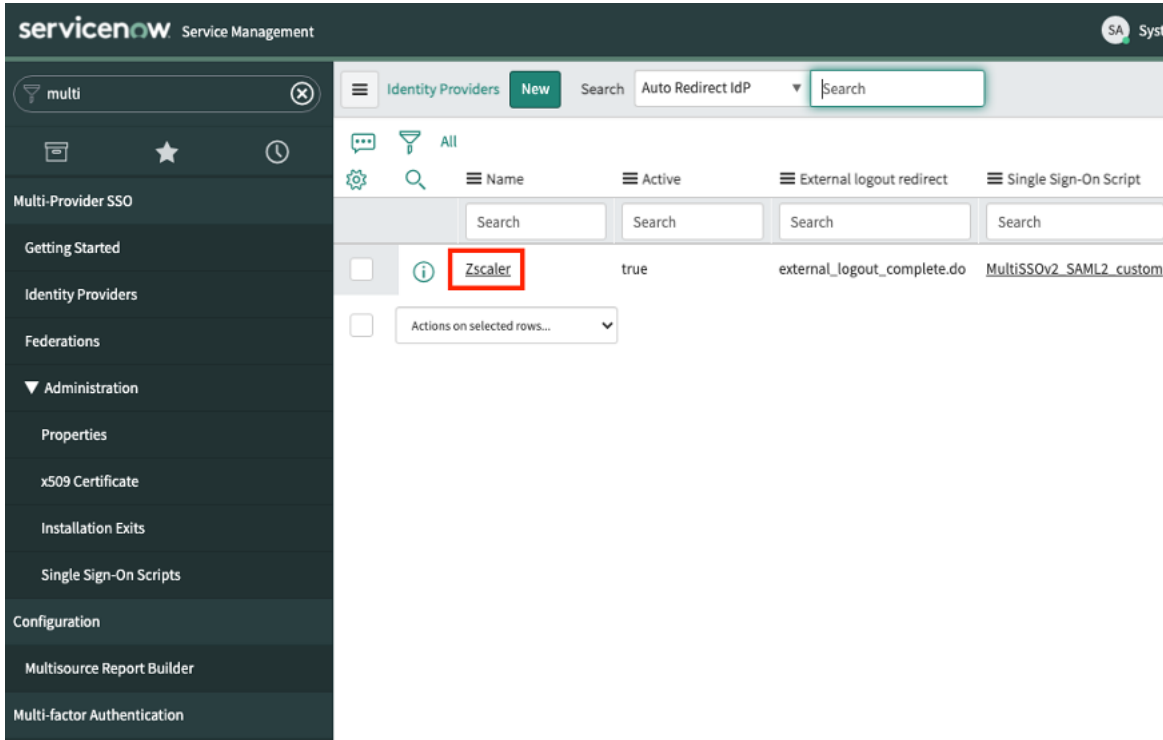 servicenow Service Management
SA Syst
multi
Identity Providers New Search Auto Redirect IdP Search
All
Name Active External logout redirect Single Sign-On Script
Search Search Search Search
Zscaler true external_logout_complete.do MultiSSOv2_SAML2_custom
Actions on selected rows...
Multi-Provider SSO
Getting Started
Identity Providers
Federations
Administration
Properties
x509 Certificate
Installation Exits
Single Sign-On Scripts
Configuration
Multisource Report Builder
Multi-factor Authentication